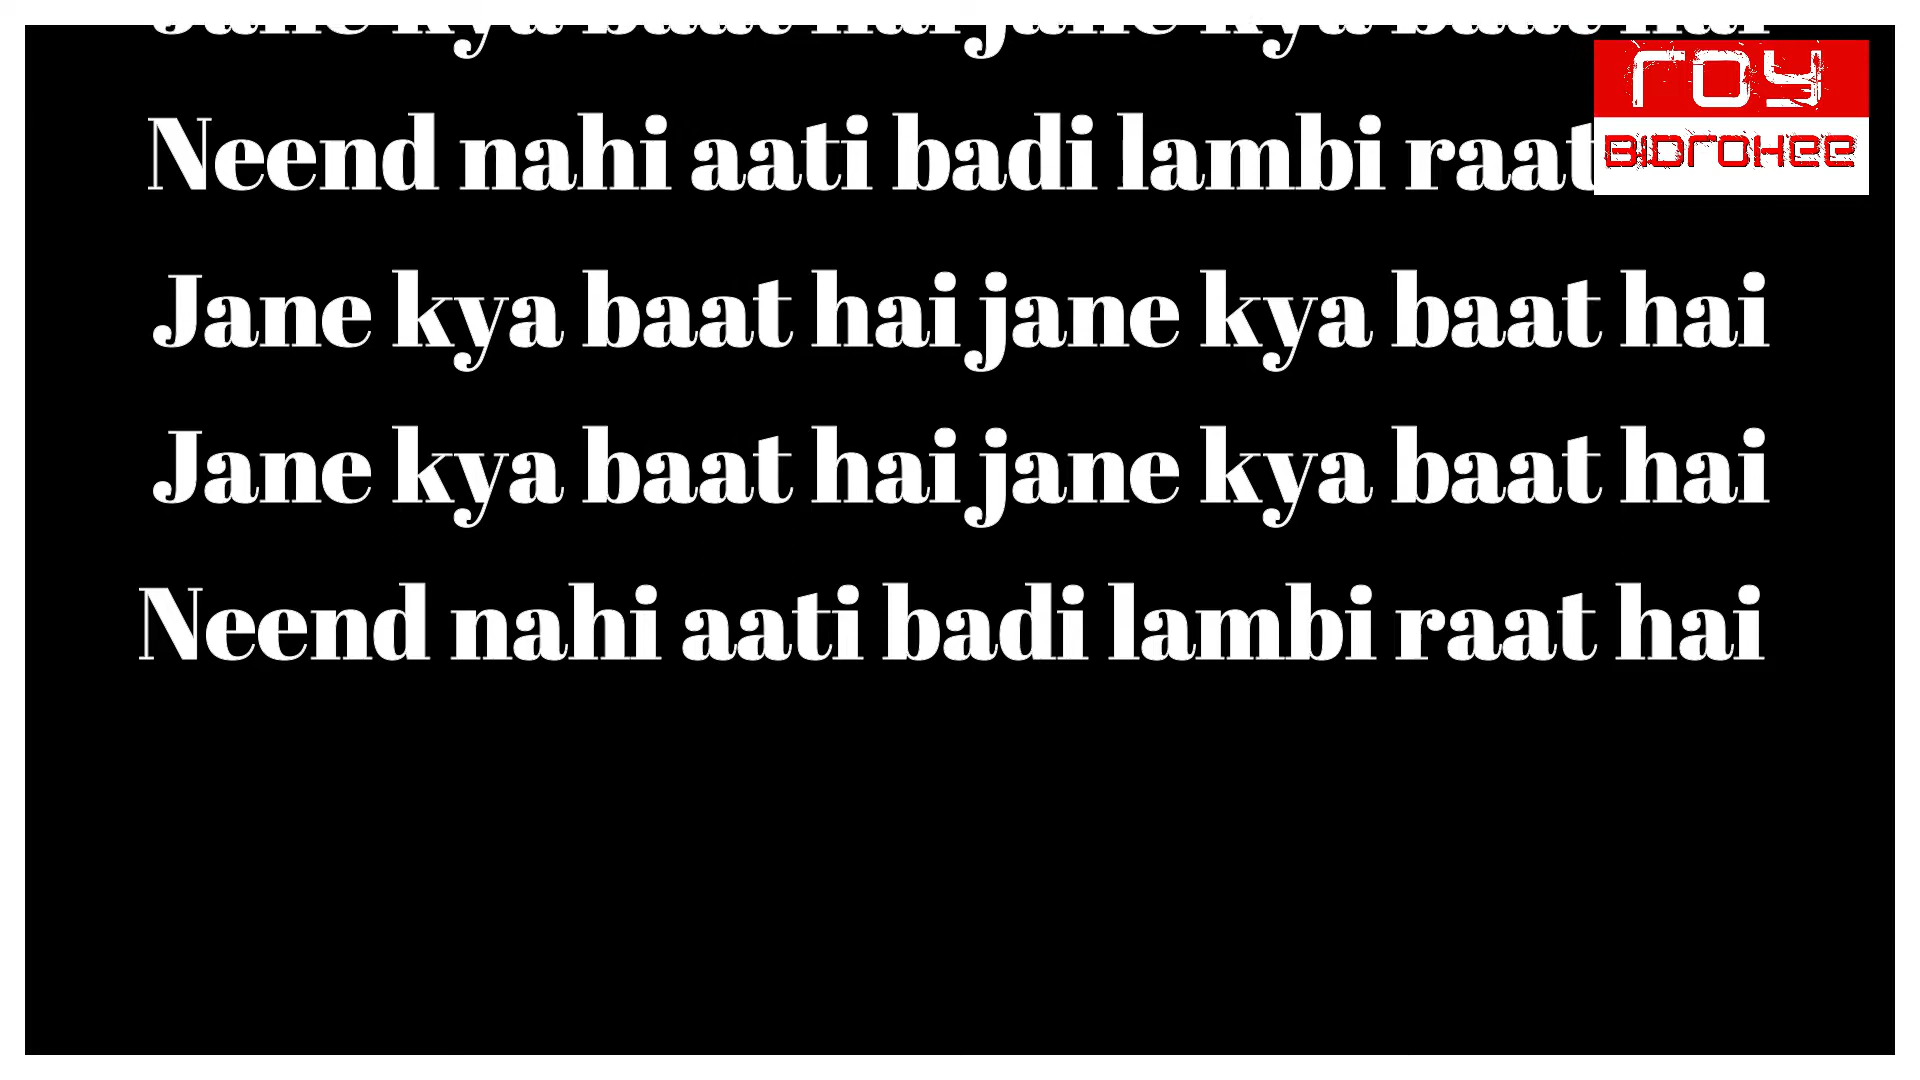 Jane kya baat hai jane kya baat hai
Neend nahi aati badi lambi raat
Jane kya baat hai jane kya baat hai
Jane kya baat hai jane kya baat hai
Neend nahi aati badi lambi raat hai
ROY
BIDROHEE